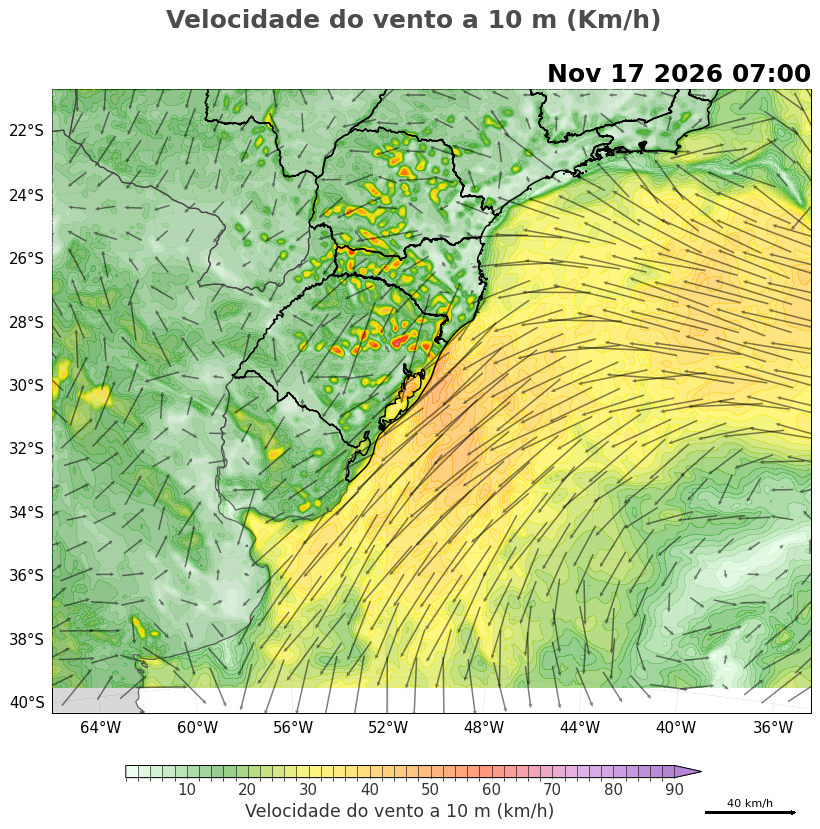 Velocidade do vento a 10 m (Km/h)
Nov 17 2026 07:00
22°S
24°S
26°S
28°S
30°S
32°S
34°S
36°S
38°S
40°S
64°W 60°W 56°W 52°W 48°W 44°W 40°W 36°W
10 20 30 40 50 60 70 80 90
Velocidade do vento a 10 m (km/h)
40 km/h